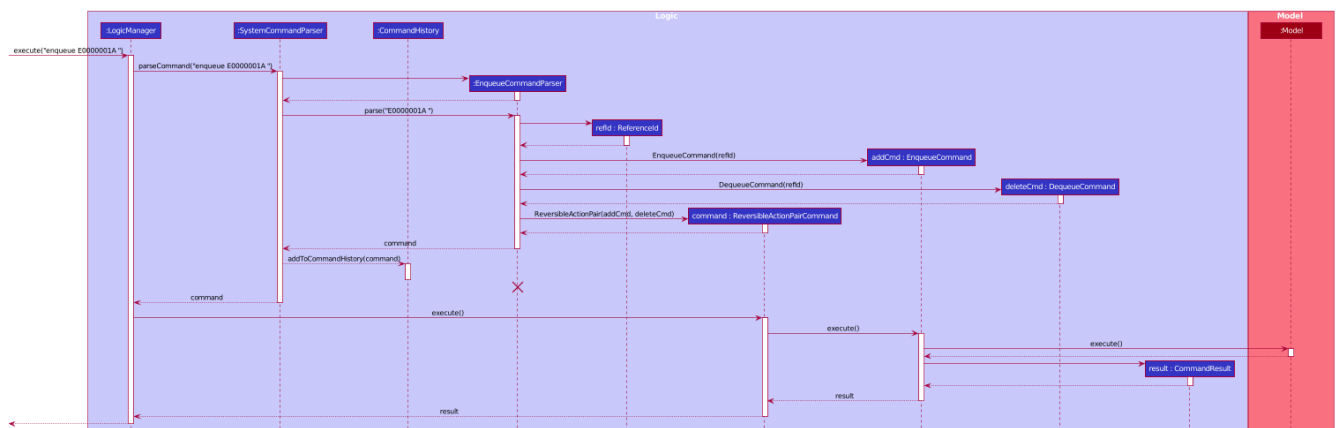 Logic
Model
:LogicManager
:SystemCommandParser
:CommandHistory
:Model
execute("enqueue E0000001A ")
parseCommand("enqueue E0000001A ")
:EnqueueCommandParser
parse("E0000001A ")
refId : ReferenceId
EnqueueCommand(refId)
addCmd : EnqueueCommand
DequeueCommand(refId)
deleteCmd : DequeueCommand
ReversibleActionPair(addCmd, deleteCmd)
command : ReversibleActionPairCommand
command
addToCommandHistory(command)
command
execute()
execute()
execute()
result : CommandResult
result
result